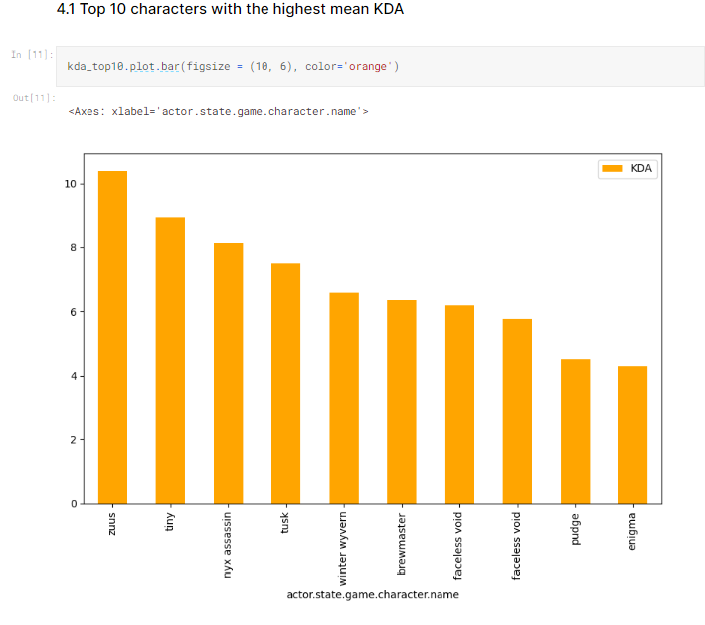 4.1 Top 10 characters with the highest mean KDA
In [11]:
kda_top10.plot.bar(figsize = (10, 6), color='orange')
Out[11]:
<Axes: xlabel='actor.state.game.character.name'>
KDA
10
8
6
4
2
0
zuus
tiny
nyx assassin
tusk
winter wyvern
brewmaster
faceless void
faceless void
pudge
enigma
actor.state.game.character.name